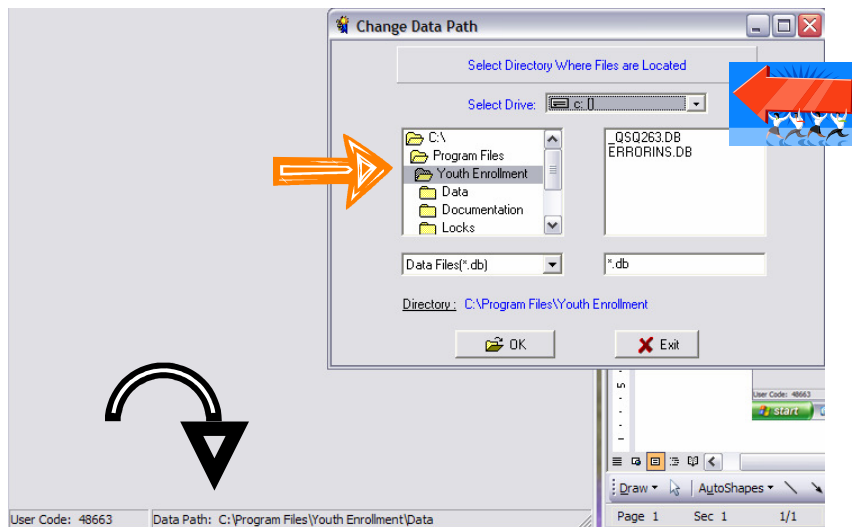 Change Data Path
Select Directory Where Files are Located
Select Drive: c: []
C:\
Program Files
Youth Enrollment
Data
Documentation
Locks
_QSQ263.DB
ERRORINS.DB
Data Files(*.db)
*.db
Directory : C:\Program Files\Youth Enrollment
OK
Exit
5
User Code: 48663
start
Draw
AutoShapes
Page 1 Sec 1 1/1
User Code: 48663 Data Path: C:\Program Files\Youth Enrollment\Data